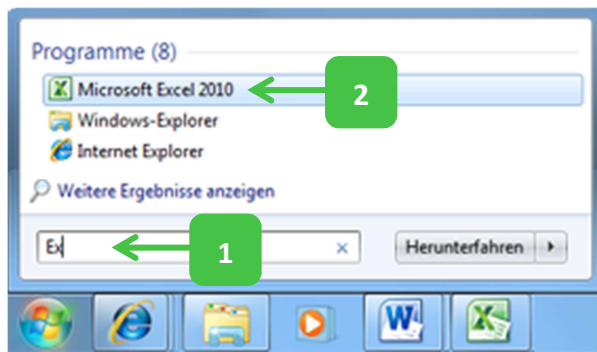 Programme (8)
Microsoft Excel 2010
2
Windows-Explorer
Internet Explorer
Weitere Ergebnisse anzeigen
Ex
1
Herunterfahren